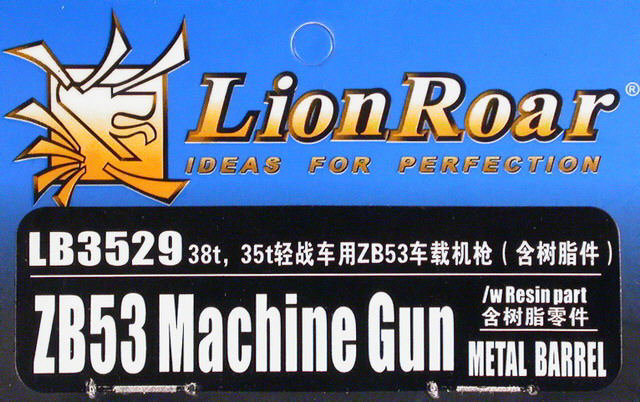 LionRoar®
IDEAS FOR PERFECTION
LB3529 38t, 35t轻战车用ZB53车载机枪（含树脂件）
ZB53 Machine Gun
/w Resin part
含树脂零件
METAL BARREL